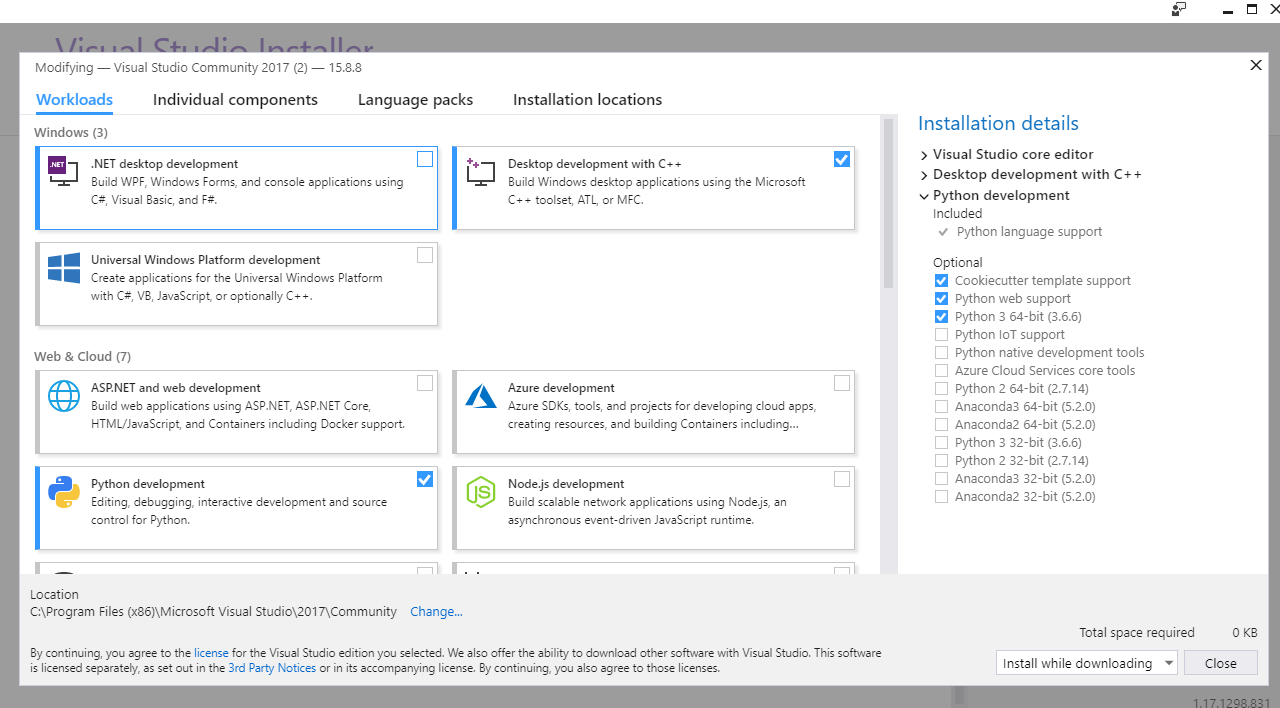 Visual Studio Installer
Modifying — Visual Studio Community 2017 (2) — 15.8.8
Workloads
Individual components
Language packs
Installation locations
Windows (3)
.NET
.NET desktop development
Build WPF, Windows Forms, and console applications using
C#, Visual Basic, and F#.
Desktop development with C++
Build Windows desktop applications using the Microsoft
C++ toolset, ATL, or MFC.
Universal Windows Platform development
Create applications for the Universal Windows Platform
with C#, VB, JavaScript, or optionally C++.
Web & Cloud (7)
ASP.NET and web development
Build web applications using ASP.NET, ASP.NET Core,
HTML/JavaScript, and Containers including Docker support.
Azure development
Azure SDKs, tools, and projects for developing cloud apps,
creating resources, and building Containers including...
Python development
Editing, debugging, interactive development and source
control for Python.
JS
Node.js development
Build scalable network applications using Node.js, an
asynchronous event-driven JavaScript runtime.
Installation details
Visual Studio core editor
Desktop development with C++
Python development
Included
Python language support
Optional
Cookiecutter template support
Python web support
Python 3 64-bit (3.6.6)
Python IoT support
Python native development tools
Azure Cloud Services core tools
Python 2 64-bit (2.7.14)
Anaconda3 64-bit (5.2.0)
Anaconda2 64-bit (5.2.0)
Python 3 32-bit (3.6.6)
Python 2 32-bit (2.7.14)
Anaconda3 32-bit (5.2.0)
Anaconda2 32-bit (5.2.0)
Location
C:\Program Files (x86)\Microsoft Visual Studio\2017\Community Change...
Total space required 0 KB
By continuing, you agree to the license for the Visual Studio edition you selected. We also offer the ability to download other software with Visual Studio. This software
is licensed separately, as set out in the 3rd Party Notices or in its accompanying license. By continuing, you also agree to those licenses.
Install while downloading
Close
1.17.1298.831